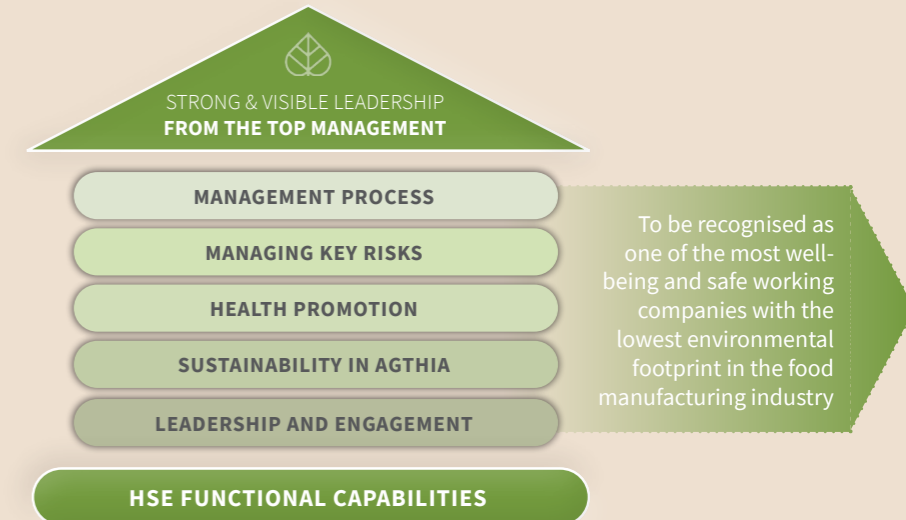 STRONG & VISIBLE LEADERSHIP
FROM THE TOP MANAGEMENT
MANAGEMENT PROCESS
MANAGING KEY RISKS
HEALTH PROMOTION
SUSTAINABILITY IN AGTHIA
LEADERSHIP AND ENGAGEMENT
HSE FUNCTIONAL CAPABILITIES
To be recognised as
one of the most well-
being and safe working
companies with the
lowest environmental
footprint in the food
manufacturing industry